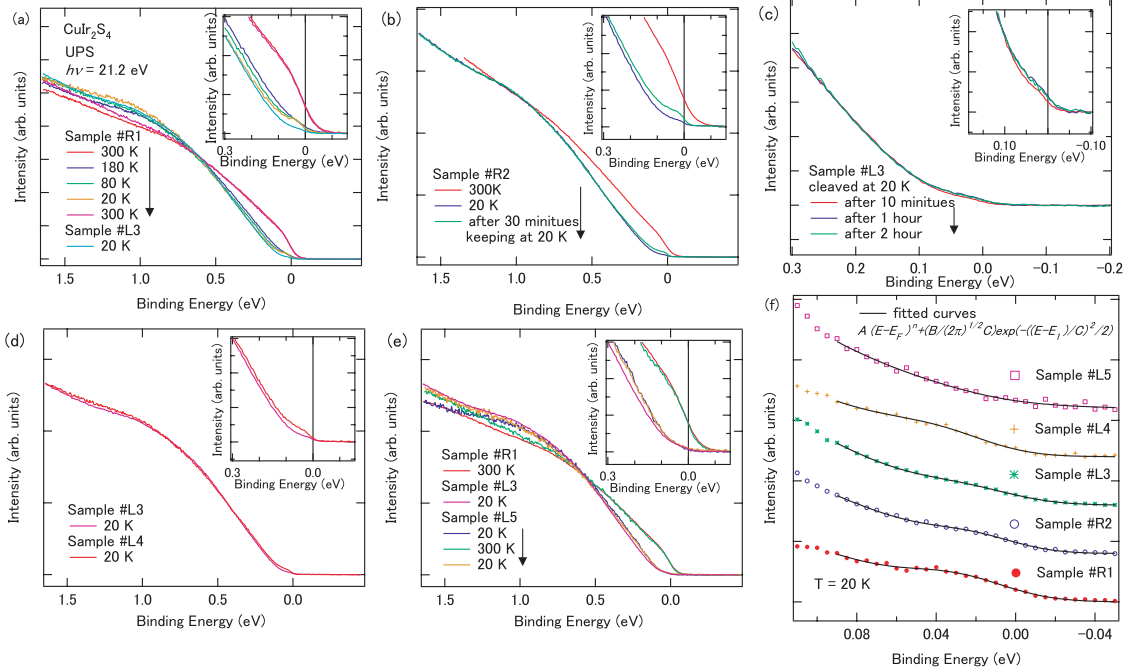 (a)
CuIr2S4
UPS
hν = 21.2 eV
Sample #R1
300 K
180 K
80 K
20 K
300 K
Sample #L3
20 K
Intensity (arb. units)
1.5 1.0 0.5 0
Binding Energy (eV)
Intensity (arb. units)
0.3 0
Binding Energy (eV)
(b)
Sample #R2
300K
20 K
after 30 minitues
keeping at 20 K
Intensity (arb. units)
1.5 1.0 0.5 0
Binding Energy (eV)
Intensity (arb. units)
0.3 0
Binding Energy (eV)
(c)
Sample #L3
cleaved at 20 K
after 10 minitues
after 1 hour
after 2 hour
Intensity (arb. units)
0.3 0.2 0.1 0.0 -0.1 -0.2
Binding Energy (eV)
Intensity (arb. units)
0.10 -0.10
Binding Energy (eV)
(d)
Sample #L3
20 K
Sample #L4
20 K
Intensity (arb. units)
1.5 1.0 0.5 0.0
Binding Energy (eV)
Intensity (arb. units)
0.3 0.0
Binding Energy (eV)
(e)
Sample #R1
300 K
Sample #L3
20 K
Sample #L5
20 K
300 K
20 K
Intensity (arb. units)
1.5 1.0 0.5 0.0
Binding Energy (eV)
Intensity (arb. units)
0.3 0.0
Binding Energy (eV)
(f)
fitted curves
A (E-E_F)^n+(B/(2π)^1/2 C)exp(-((E-E_1)/C)^2/2)
Sample #L5
Sample #L4
Sample #L3
Sample #R2
Sample #R1
T = 20 K
Intensity (arb. units)
0.08 0.04 0.00 -0.04
Binding Energy (eV)